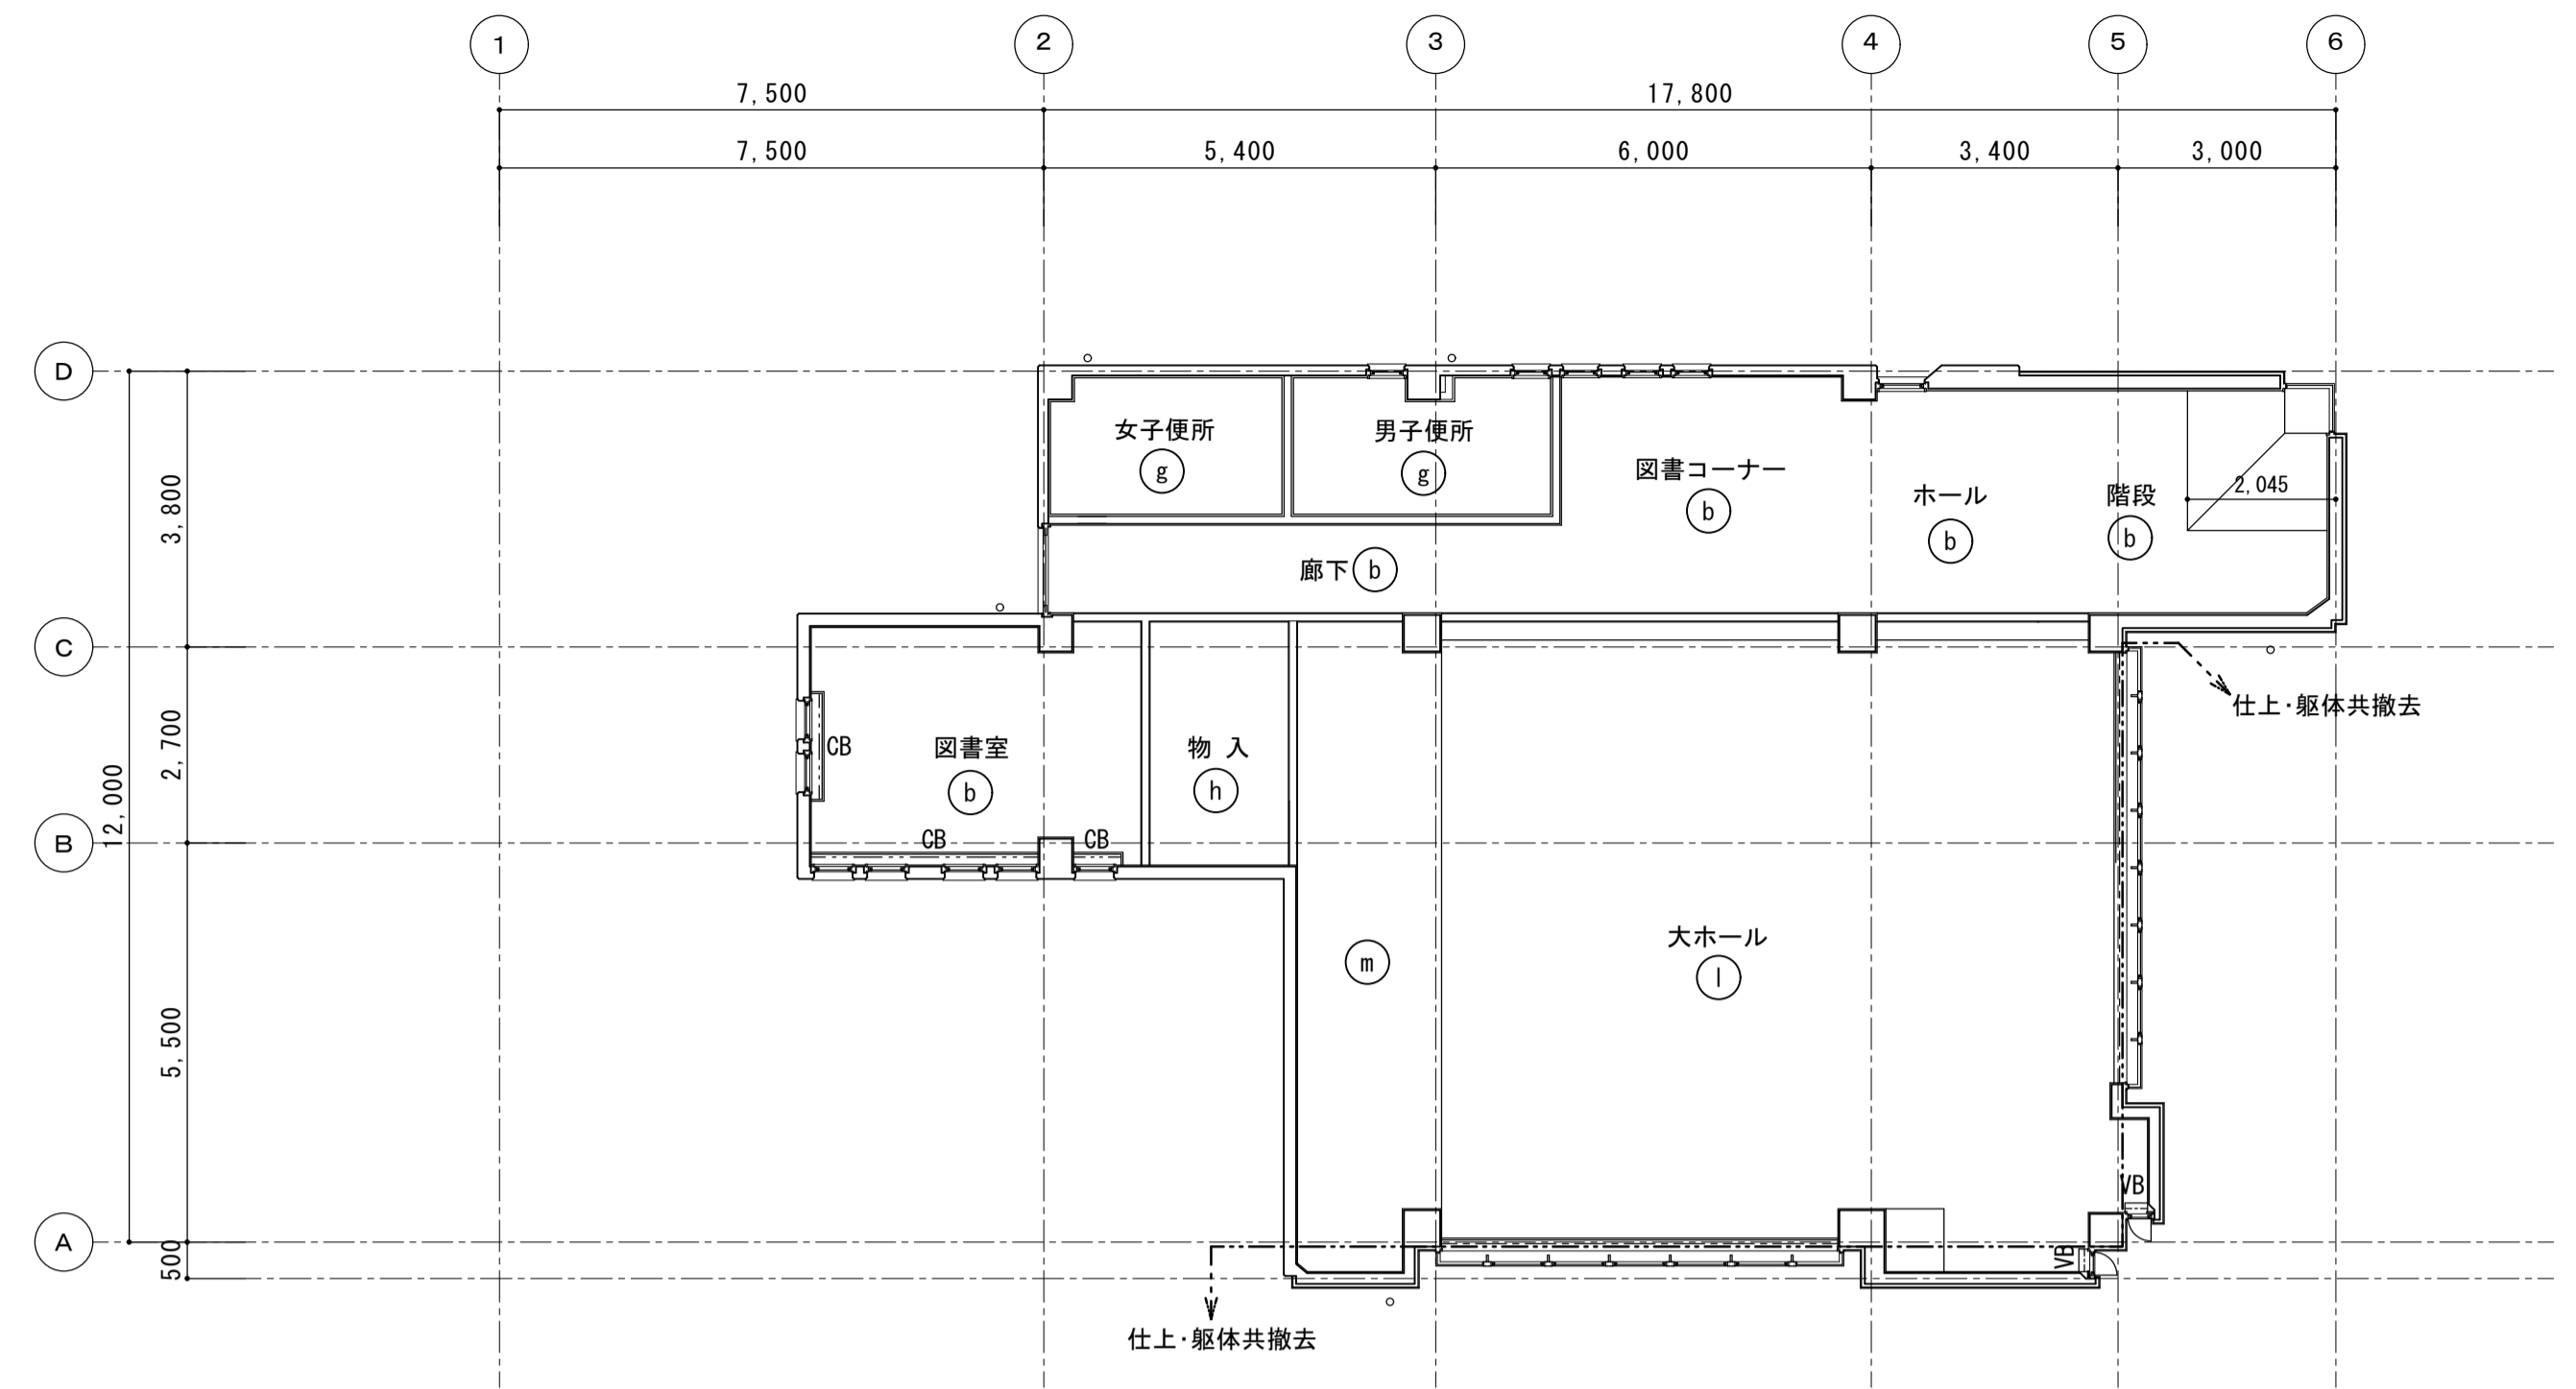 1 2 3 4 5 6
7,500 17,800
7,500 5,400 6,000 3,400 3,000
D
女子便所
g
男子便所
g
図書コーナー
b
ホール
b
階段
b
2,045
3,800
廊下 b
C
仕上・躯体共撤去
2,700
12,000
CB
図書室
b
物 入
h
B
CB CB
大ホール
l
m
5,500
VB
A
VB
500
仕上・躯体共撤去